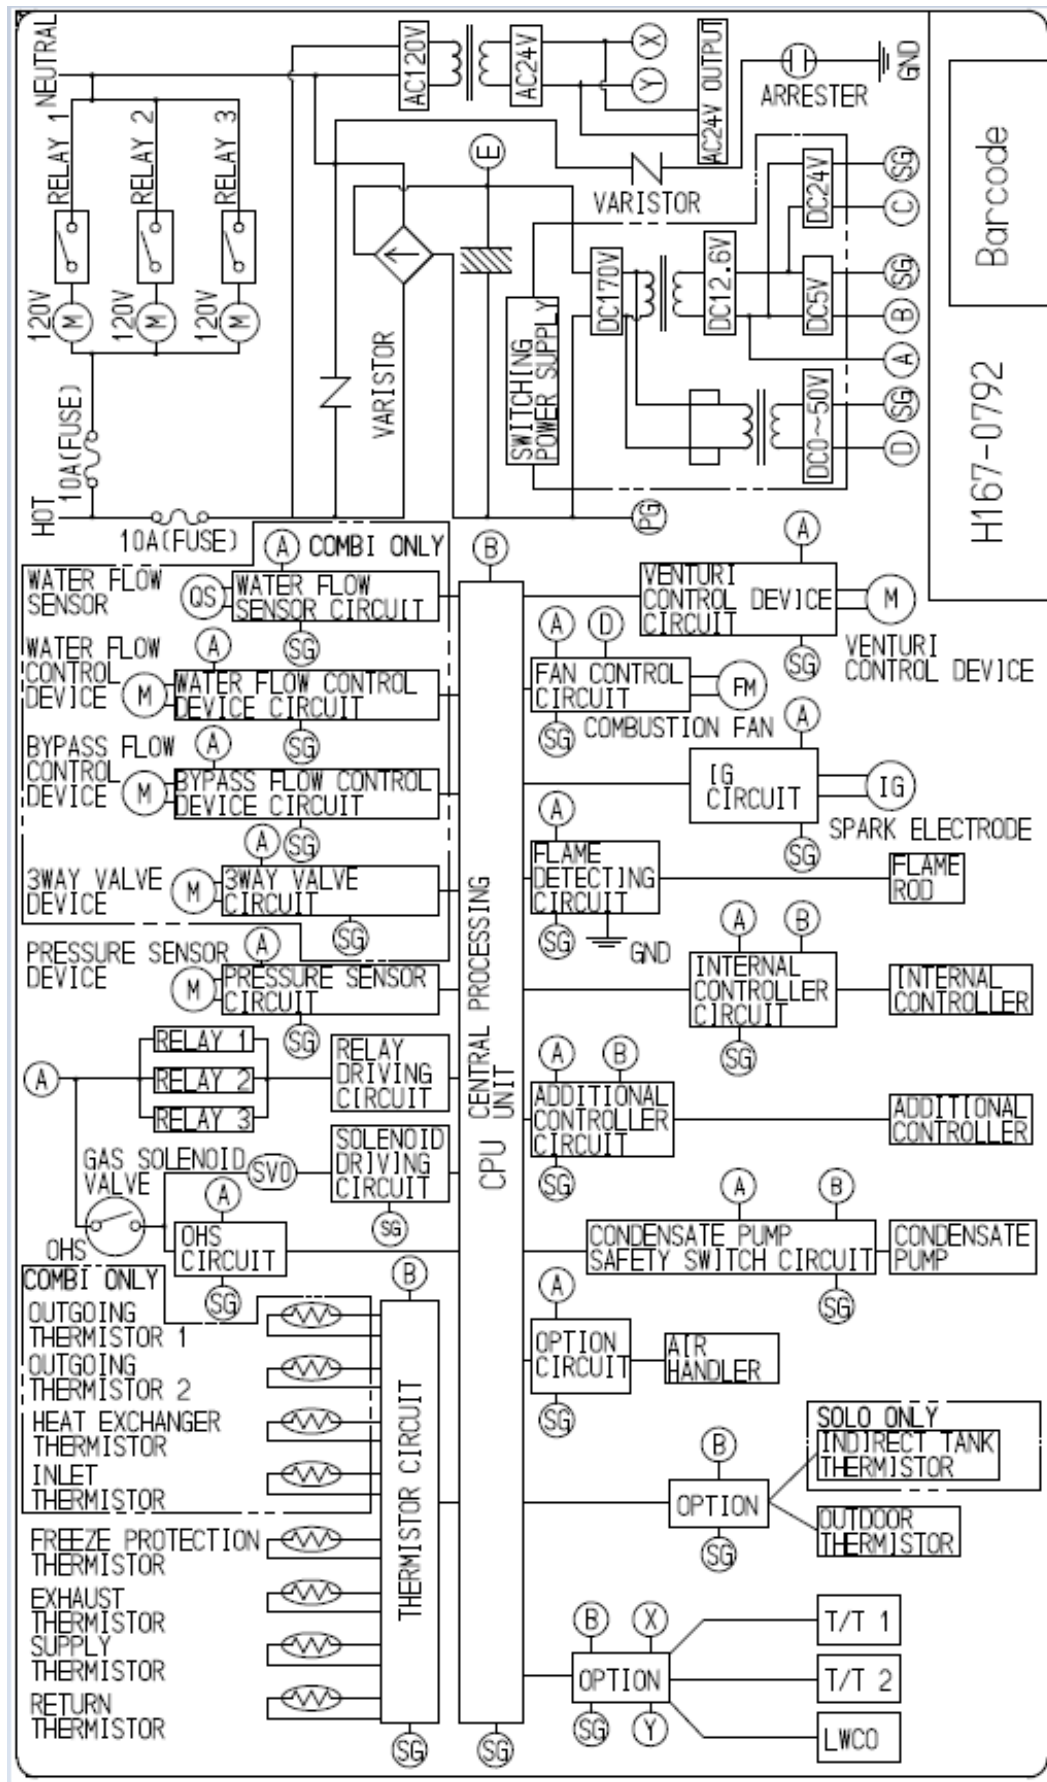 NEUTRAL
RELAY 1
RELAY 2
RELAY 3
120V
M
120V
M
120V
M
10A(FUSE)
HOT
10A(FUSE)
VARISTOR
AC120V
AC24V
X
Y
AC24V OUTPUT
ARRESTER
GND
E
VARISTOR
SWITCHING
POWER SUPPLY
DC170V
DC12.6V
DC24V
DC5V
DC0~50V
SG
C
SG
B
A
SG
D
PG
Barcode
H167-0792
A
COMBI ONLY
WATER FLOW
SENSOR
QS
WATER FLOW
SENSOR CIRCUIT
SG
WATER FLOW
CONTROL
DEVICE
M
A
WATER FLOW CONTROL
DEVICE CIRCUIT
SG
BYPASS FLOW
CONTROL
DEVICE
M
A
BYPASS FLOW CONTROL
DEVICE CIRCUIT
SG
3WAY VALVE
DEVICE
M
A
3WAY VALVE
CIRCUIT
SG
PRESSURE SENSOR
DEVICE
M
A
PRESSURE SENSOR
CIRCUIT
SG
A
RELAY 1
RELAY 2
RELAY 3
RELAY
DRIVING
CIRCUIT
GAS SOLENOID
VALVE
SV0
SOLENOID
DRIVING
CIRCUIT
SG
OHS
A
OHS
CIRCUIT
SG
COMBI ONLY
OUTGOING
THERMISTOR 1
OUTGOING
THERMISTOR 2
HEAT EXCHANGER
THERMISTOR
INLET
THERMISTOR
FREEZE PROTECTION
THERMISTOR
EXHAUST
THERMISTOR
SUPPLY
THERMISTOR
RETURN
THERMISTOR
B
THERMISTOR CIRCUIT
SG
B
CENTRAL PROCESSING
UNIT
CPU
SG
A
VENTURI
CONTROL DEVICE
CIRCUIT
M
SG
VENTURI
CONTROL DEVICE
A
D
FAN CONTROL
CIRCUIT
FM
SG
COMBUSTION FAN
A
IG
CIRCUIT
IG
SG
SPARK ELECTRODE
A
FLAME
DETECTING
CIRCUIT
SG
GND
FLAME
ROD
A
B
INTERNAL
CONTROLLER
CIRCUIT
SG
INTERNAL
CONTROLLER
A
B
ADDITIONAL
CONTROLLER
CIRCUIT
SG
ADDITIONAL
CONTROLLER
A
B
CONDENSATE PUMP
SAFETY SWITCH CIRCUIT
SG
CONDENSATE
PUMP
A
OPTION
CIRCUIT
SG
AIR
HANDLER
B
OPTION
SG
SOLO ONLY
INDIRECT TANK
THERMISTOR
OUTDOOR
THERMISTOR
B
X
OPTION
SG
Y
T/T 1
T/T 2
LWCO